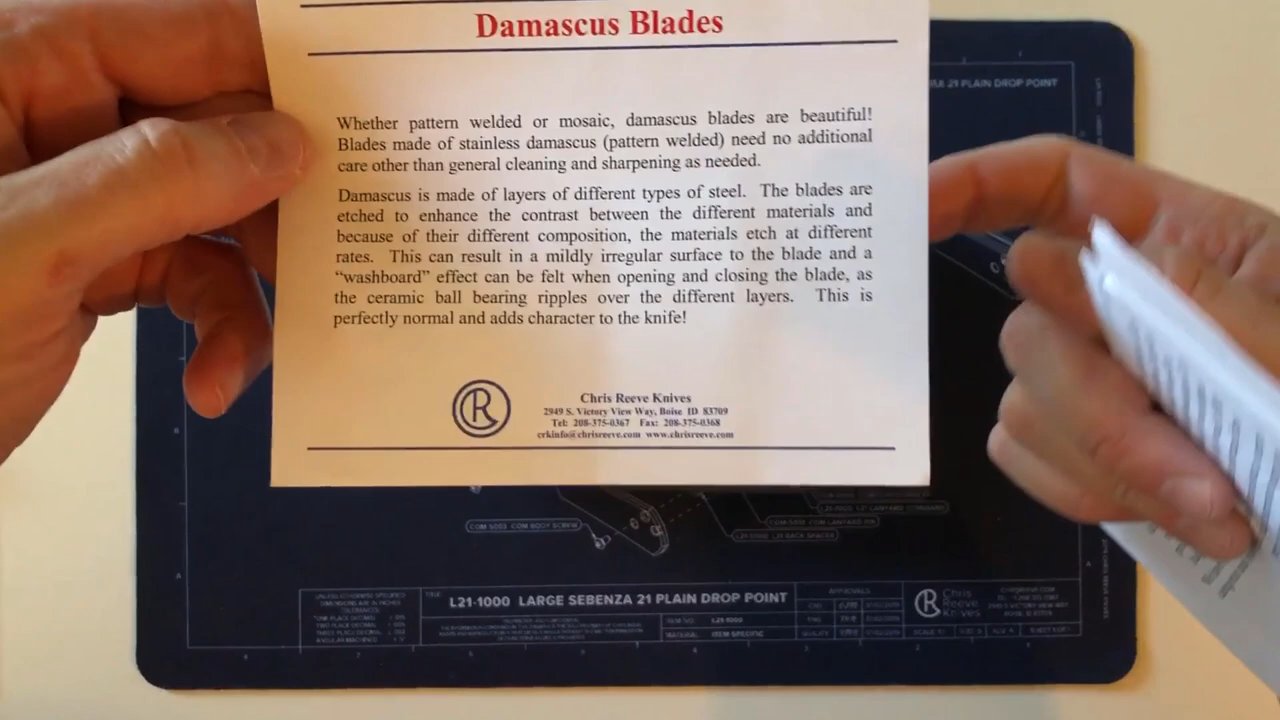 Damascus Blades
Whether pattern welded or mosaic, damascus blades are beautiful!
Blades made of stainless damascus (pattern welded) need no additional
care other than general cleaning and sharpening as needed.
Damascus is made of layers of different types of steel. The blades are
etched to enhance the contrast between the different materials and
because of their different composition, the materials etch at different
rates. This can result in a mildly irregular surface to the blade and a
“washboard” effect can be felt when opening and closing the blade, as
the ceramic ball bearing ripples over the different layers. This is
perfectly normal and adds character to the knife!
R
Chris Reeve Knives
2949 S. Victory View Way, Boise ID 83709
Tel: 208-375-0367 Fax: 208-375-0368
crkinfo@chrisreeve.com www.chrisreeve.com
21 PLAIN DROP POINT
COM BODY SCREW
L21-1000 LARGE SEBENZA 21 PLAIN DROP POINT
APPROVALS
R
Chris
Reeve
Knives